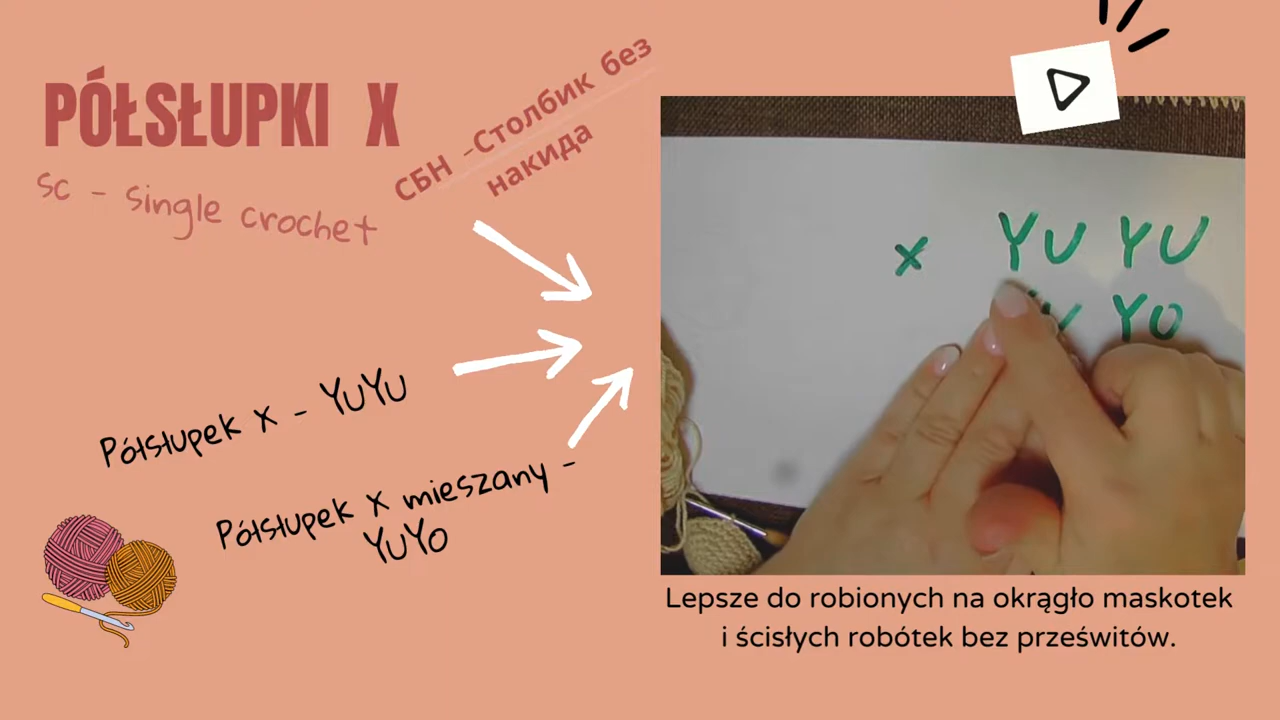 PÓŁSŁUPKI X
sc - single crochet
СБН -Столбик без
накида
Półsłupek x - YuYu
Półsłupek x mieszany -
YuYo
x YU YU
YO
Lepsze do robionych na okrągło maskotek
i ścisłych robótek bez prześwitów.